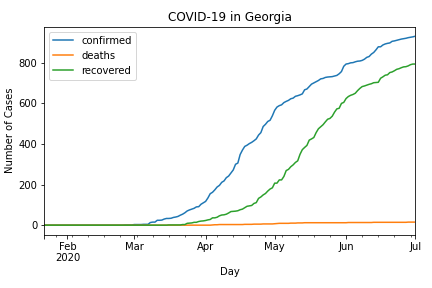 COVID-19 in Georgia
confirmed
deaths
recovered
Number of Cases
800
600
400
200
0
Feb Mar Apr May Jun Jul
2020
Day